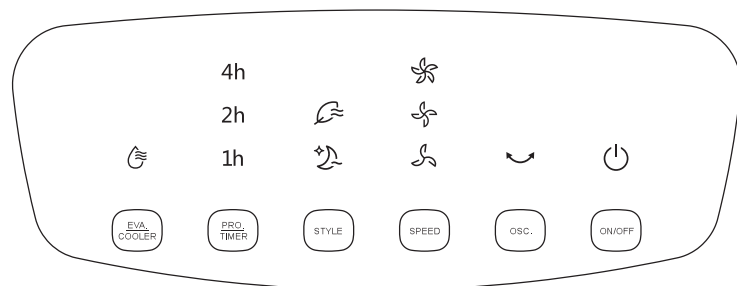 4h
2h
1h
EVA.
COOLER
PRO.
TIMER
STYLE
SPEED
OSC.
ON/OFF